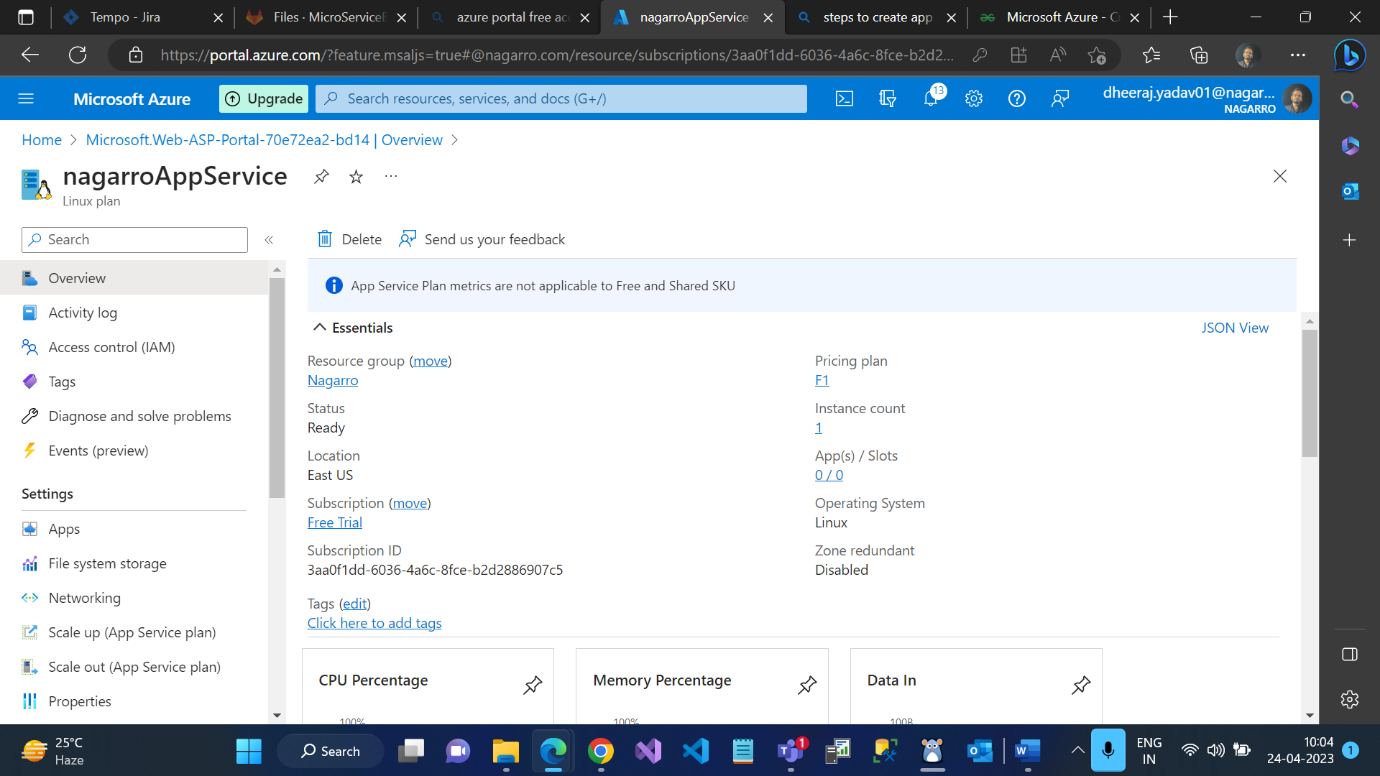 Tempo - Jira
Files · MicroServiceE
azure portal free ac
nagarroAppService
steps to create app
Microsoft Azure - C
https://portal.azure.com/?feature.msaljs=true#@nagarro.com/resource/subscriptions/3aa0f1dd-6036-4a6c-8fce-b2d2...
Microsoft Azure
Upgrade
Search resources, services, and docs (G+/)
13
dheeraj.yadav01@nagar...
NAGARRO
Home > Microsoft.Web-ASP-Portal-70e72ea2-bd14 | Overview >
nagarroAppService
...
Linux plan
Search
«
Delete
Send us your feedback
Overview
Activity log
Access control (IAM)
Tags
Diagnose and solve problems
Events (preview)
Settings
Apps
File system storage
Networking
Scale up (App Service plan)
Scale out (App Service plan)
Properties
App Service Plan metrics are not applicable to Free and Shared SKU
Essentials
JSON View
Resource group (move)
Nagarro
Status
Ready
Location
East US
Subscription (move)
Free Trial
Subscription ID
3aa0f1dd-6036-4a6c-8fce-b2d2886907c5
Tags (edit)
Click here to add tags
Pricing plan
F1
Instance count
1
App(s) / Slots
0 / 0
Operating System
Linux
Zone redundant
Disabled
CPU Percentage
100%
Memory Percentage
100%
Data In
100B
25°C
Haze
Search
1
ENG
IN
10:04
24-04-2023
1